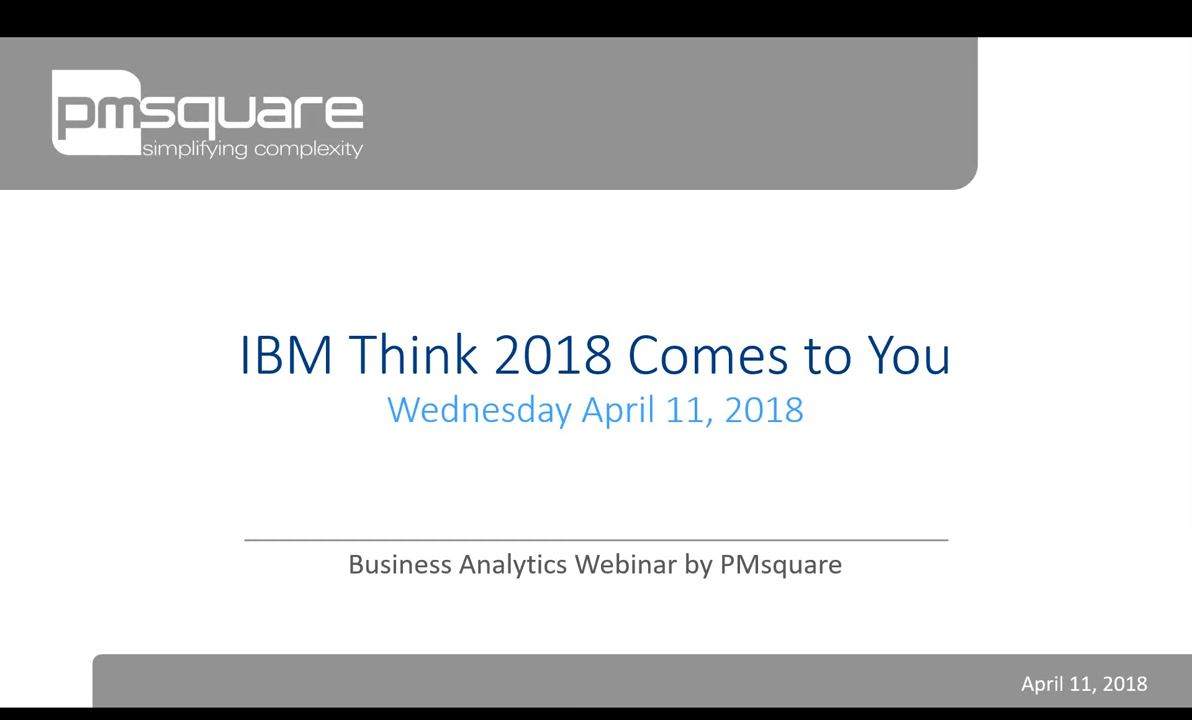 pmsquare
simplifying complexity
IBM Think 2018 Comes to You
Wednesday April 11, 2018
Business Analytics Webinar by PMsquare
April 11, 2018